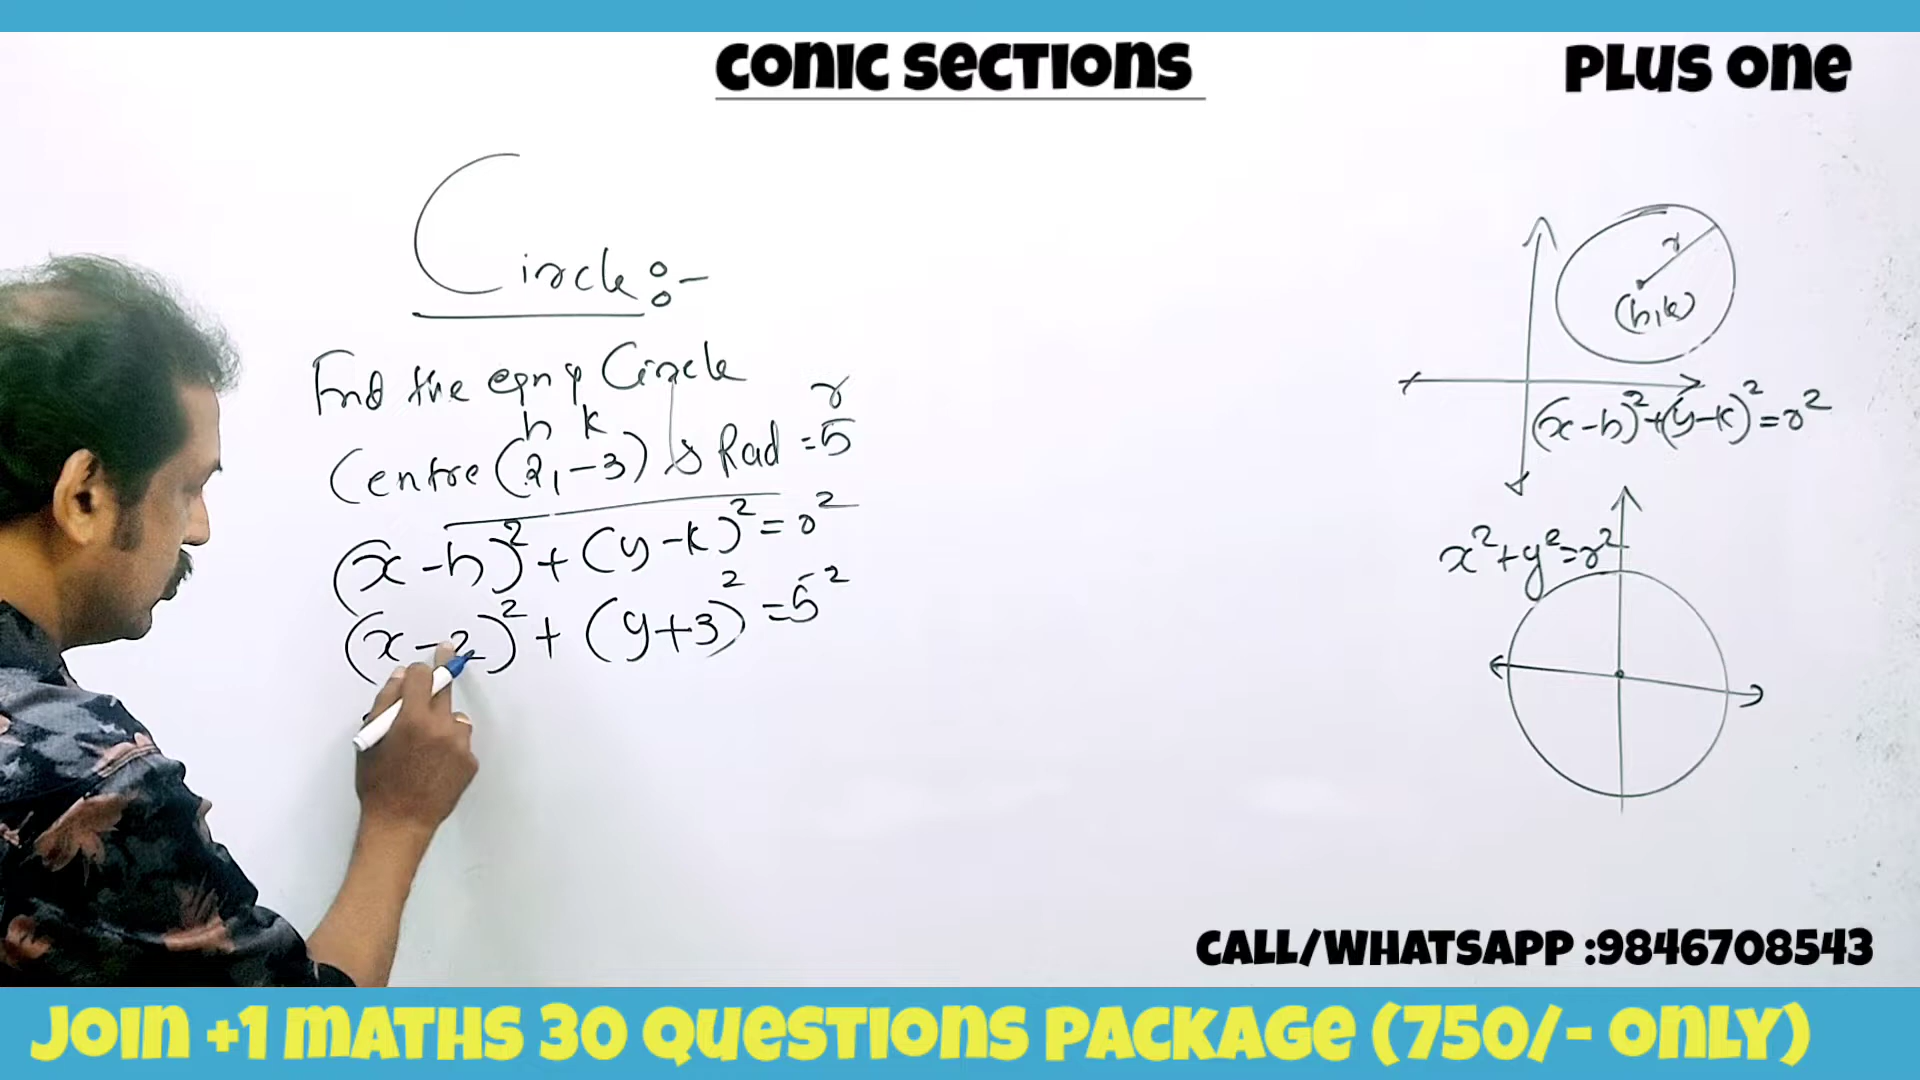 CONIC SECTIONS
PLUS ONE
Circle :-
Find the eqn of Circle
h k r
Centre (2, -3) & Rad = 5
(x-h)² + (y-k)² = r²
(x-2)² + (y+3)² = 5²
r
(h,k)
(x-h)² + (y-k)² = r²
x² + y² = r²
CALL/WHATSAPP :9846708543
JOIN +1 MATHS 30 QUESTIONS PACKAGE (750/- ONLY)